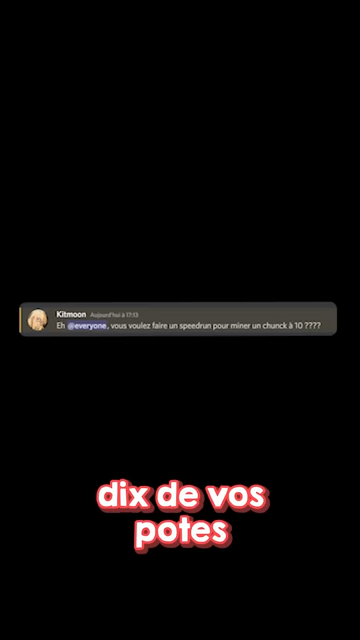 Kitmoon Aujourd'hui à 17:13
Eh @everyone, vous voulez faire un speedrun pour miner un chunck à 10 ????
dix de vos
potes